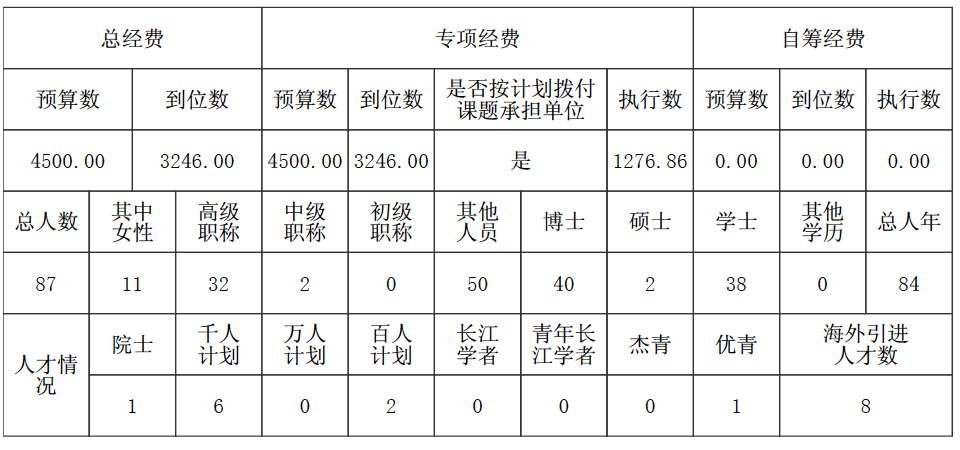 总经费 专项经费 自筹经费
预算数 到位数 预算数 到位数 是否按计划拨付课题承担单位 执行数 预算数 到位数 执行数
4500.00 3246.00 4500.00 3246.00 是 1276.86 0.00 0.00 0.00
总人数 其中女性 高级职称 中级职称 初级职称 其他人员 博士 硕士 学士 其他学历 总人年
87 11 32 2 0 50 40 2 38 0 84
人才情况 院士 千人计划 万人计划 百人计划 长江学者 青年长江学者 杰青 优青 海外引进人才数
1 6 0 2 0 0 0 1 8